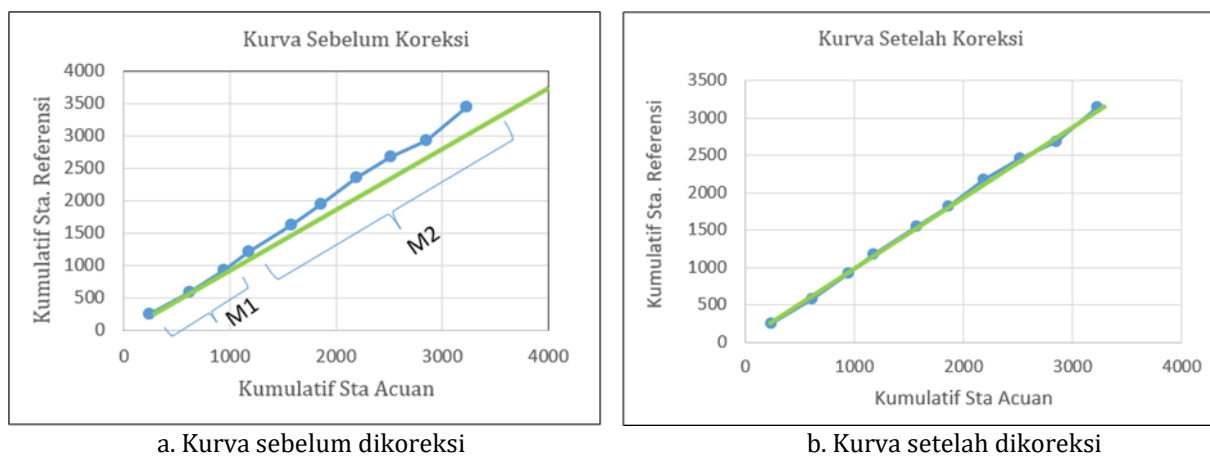 Kurva Sebelum Koreksi
4000
3500
3000
2500
2000
1500
1000
500
0
0 1000 2000 3000 4000
Kumulatif Sta. Referensi
Kumulatif Sta Acuan
M1
M2
a. Kurva sebelum dikoreksi
Kurva Setelah Koreksi
3500
3000
2500
2000
1500
1000
500
0
0 1000 2000 3000 4000
Kumulatif Sta. Referensi
Kumulatif Sta Acuan
b. Kurva setelah dikoreksi